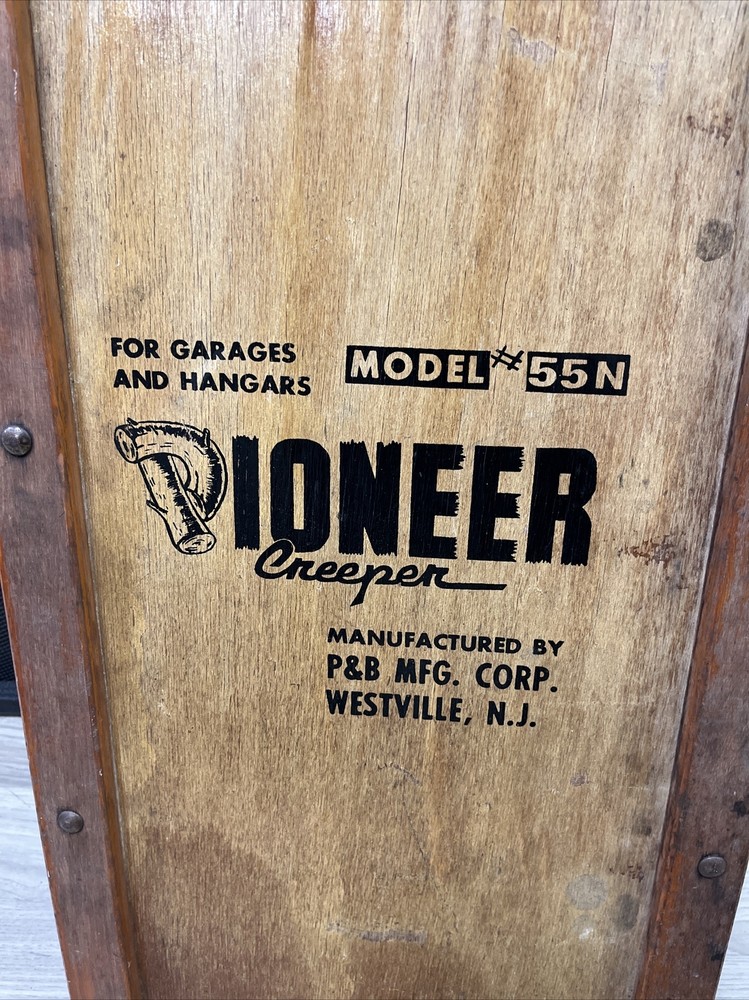 FOR GARAGES
AND HANGARS
MODEL #55N
PIONEER
Creeper
MANUFACTURED BY
P&B MFG. CORP.
WESTVILLE, N.J.